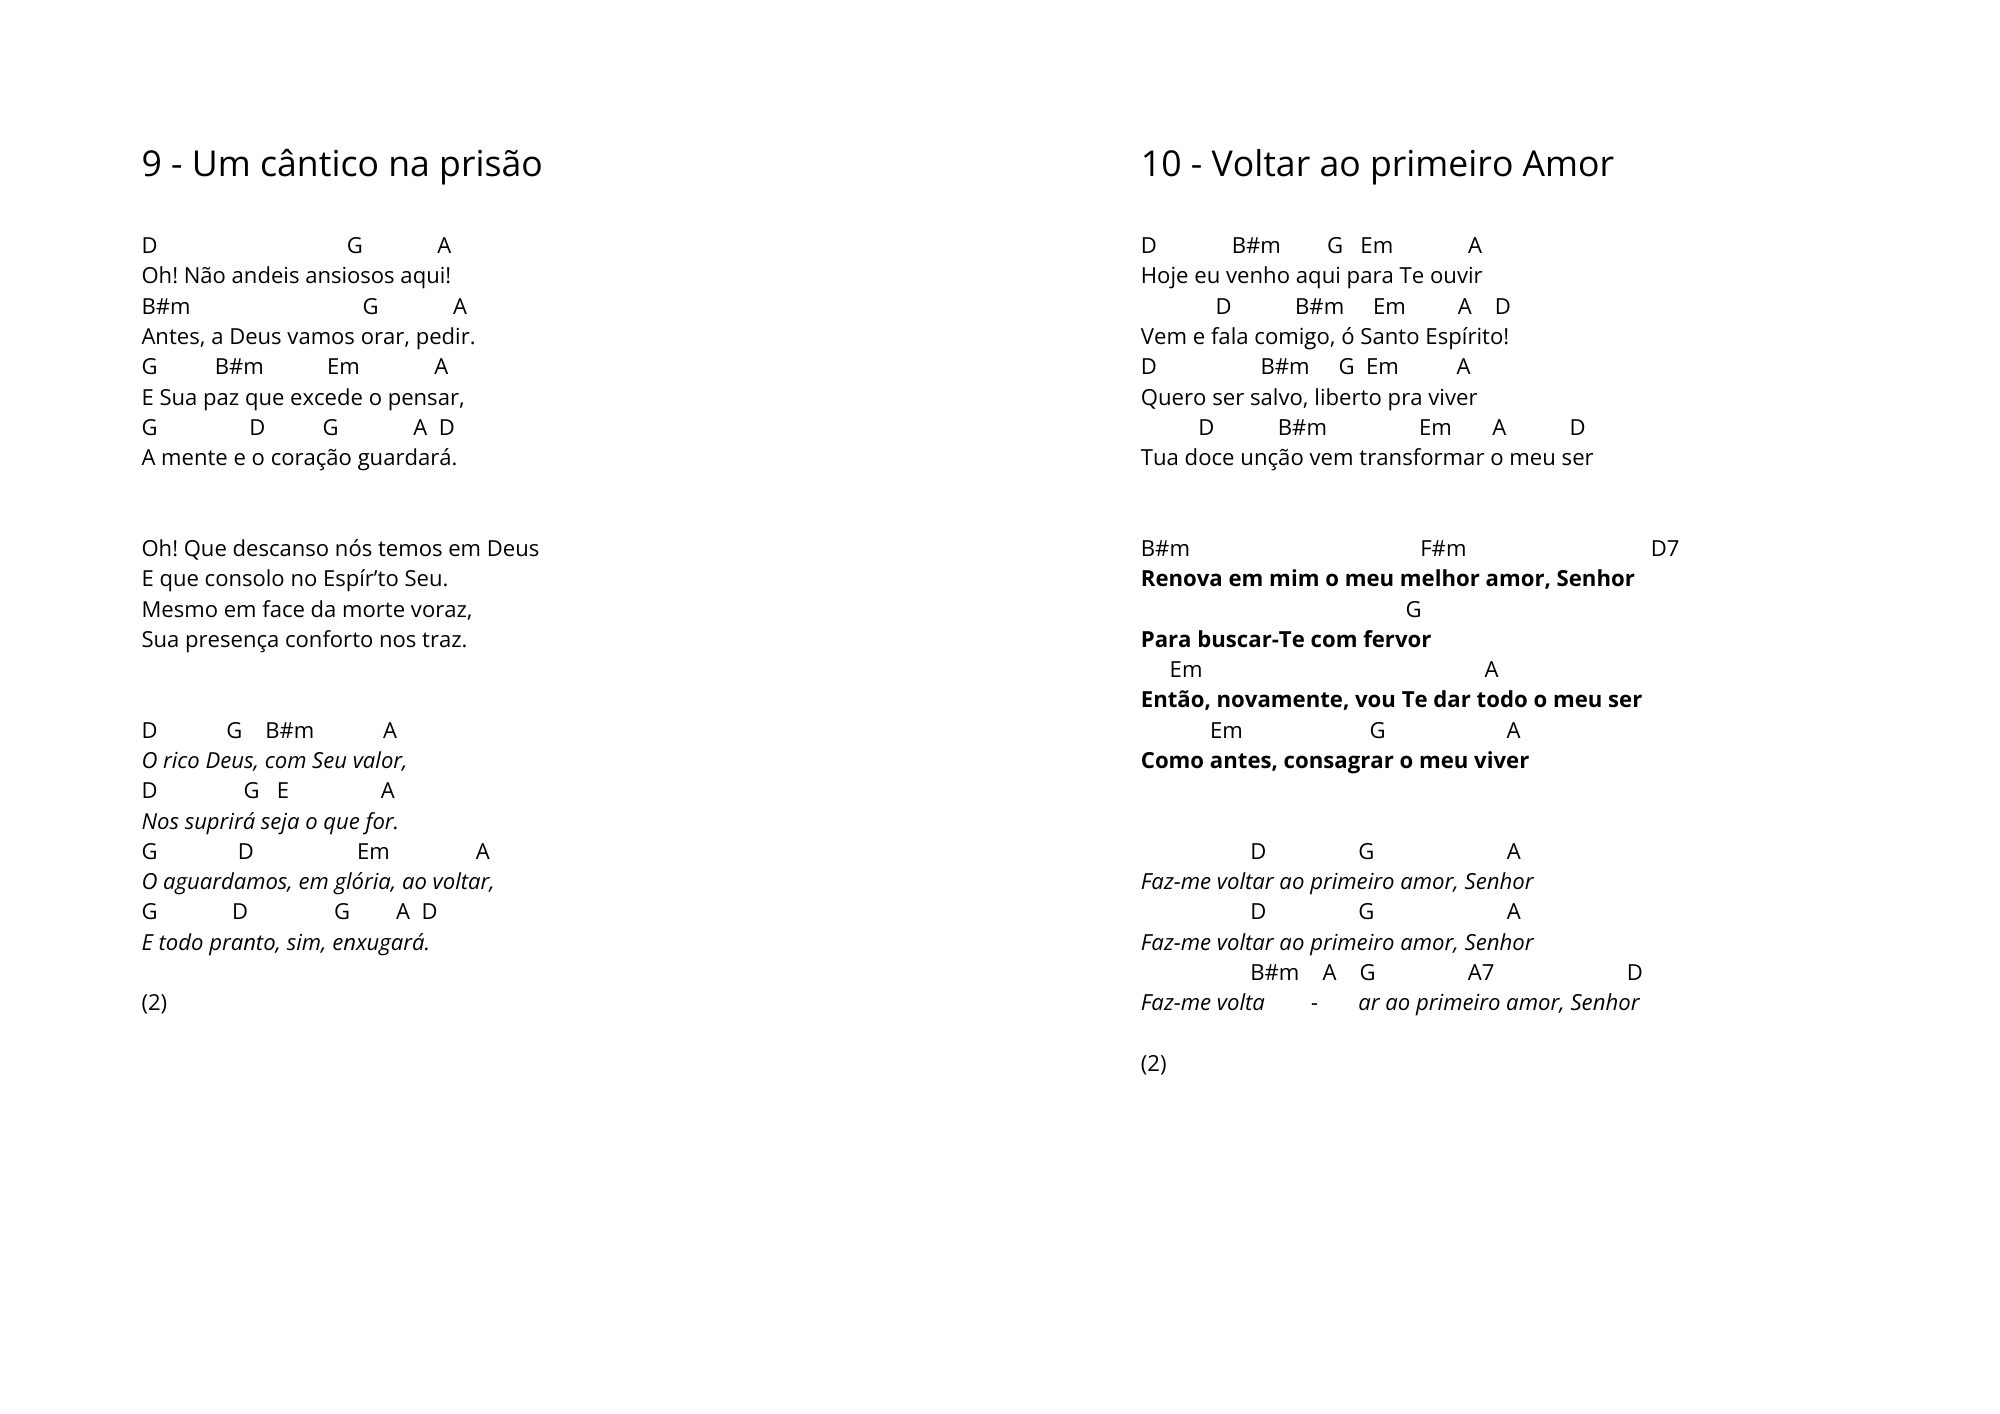 9 - Um cântico na prisão
D G A
Oh! Não andeis ansiosos aqui!
B#m G A
Antes, a Deus vamos orar, pedir.
G B#m Em A
E Sua paz que excede o pensar,
G D G A D
A mente e o coração guardará.
Oh! Que descanso nós temos em Deus
E que consolo no Espír’to Seu.
Mesmo em face da morte voraz,
Sua presença conforto nos traz.
D G B#m A
O rico Deus, com Seu valor,
D G E A
Nos suprirá seja o que for.
G D Em A
O aguardamos, em glória, ao voltar,
G D G A D
E todo pranto, sim, enxugará.
(2)
10 - Voltar ao primeiro Amor
D B#m G Em A
Hoje eu venho aqui para Te ouvir
D B#m Em A D
Vem e fala comigo, ó Santo Espírito!
D B#m G Em A
Quero ser salvo, liberto pra viver
D B#m Em A D
Tua doce unção vem transformar o meu ser
B#m F#m D7
Renova em mim o meu melhor amor, Senhor
G
Para buscar-Te com fervor
Em A
Então, novamente, vou Te dar todo o meu ser
Em G A
Como antes, consagrar o meu viver
D G A
Faz-me voltar ao primeiro amor, Senhor
D G A
Faz-me voltar ao primeiro amor, Senhor
B#m A G A7 D
Faz-me volta - ar ao primeiro amor, Senhor
(2)